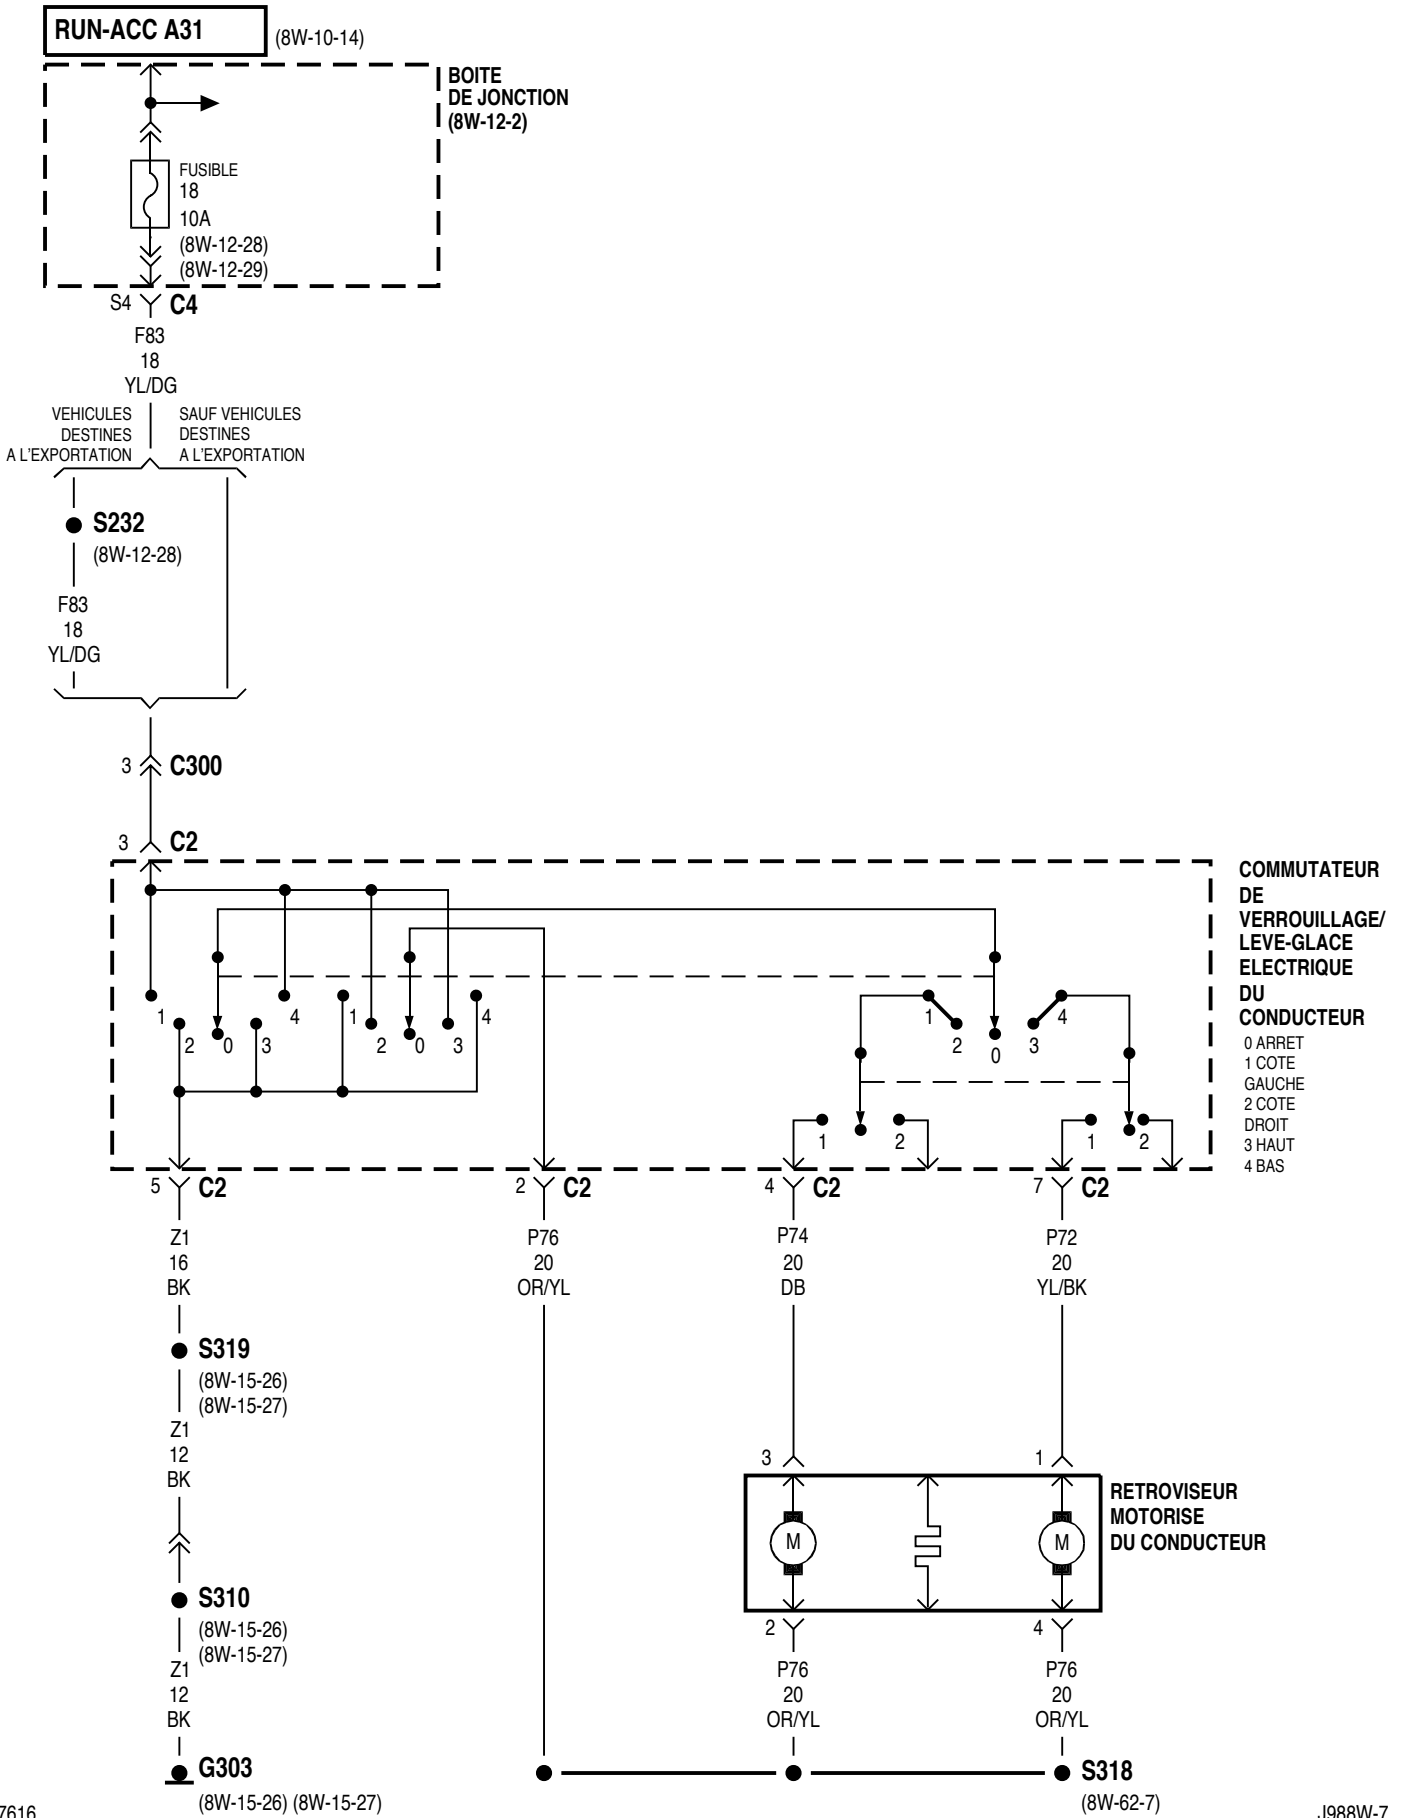 RUN-ACC A31
(8W-10-14)
BOITE
DE JONCTION
(8W-12-2)
FUSIBLE
18
10A
(8W-12-28)
(8W-12-29)
S4 C4
F83
18
YL/DG
VEHICULES
DESTINES
A L'EXPORTATION
SAUF VEHICULES
DESTINES
A L'EXPORTATION
S232
(8W-12-28)
F83
18
YL/DG
3 C300
3 C2
COMMUTATEUR
DE
VERROUILLAGE/
LEVE-GLACE
ELECTRIQUE
DU
CONDUCTEUR
0 ARRET
1 COTE
GAUCHE
2 COTE
DROIT
3 HAUT
4 BAS
1 4 1 4 1 4
2 0 3 2 0 3 2 0 3
1 2 1 2
5 C2 2 C2 4 C2 7 C2
Z1
16
BK
P76
20
OR/YL
P74
20
DB
P72
20
YL/BK
S319
(8W-15-26)
(8W-15-27)
Z1
12
BK
3 1
RETROVISEUR
MOTORISE
DU CONDUCTEUR
M M
2 4
S310
(8W-15-26)
(8W-15-27)
Z1
12
BK
P76
20
OR/YL
P76
20
OR/YL
G303
(8W-15-26) (8W-15-27)
S318
(8W-62-7)
7616
J988W-7